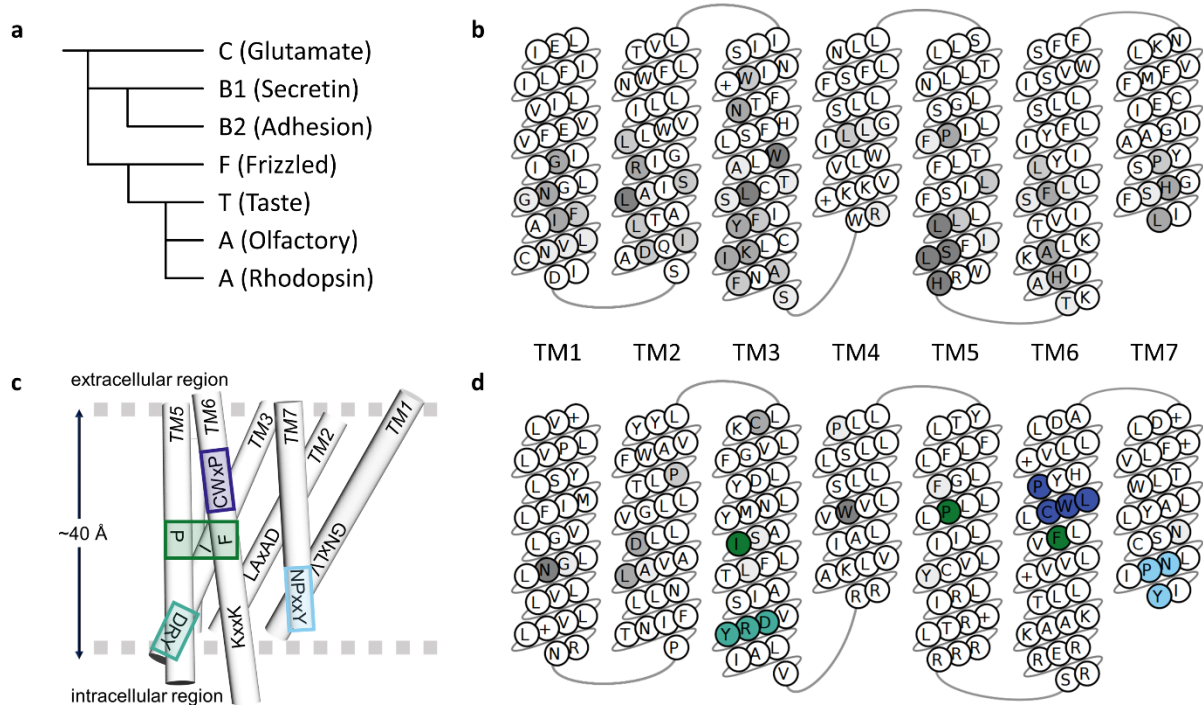 a
C (Glutamate)
B1 (Secretin)
B2 (Adhesion)
F (Frizzled)
T (Taste)
A (Olfactory)
A (Rhodopsin)
b
I E L
I L F I
V I L
V F E V
I G I
G N G L
A I F
C N V L
D I
T V L
N W F L
I L L
L L W V
R I G
L A I S
L T A
A D Q I
S
S I I
+ W I N
N T F
L S F H
A L W
S L C T
Y F I
I K L C
F N A
S
N L L
F S F L
S L L
I L L G
V L W
+ K K V
W R
L L S
N L L T
S G L
F P I L
F L T
F S I L
L L L
L S F I
H R W
S F F
I S V W
S L L
I Y F L
L Y I
S F L L
T V I
K A L K
A H I
T K
L K N
F M F V
I E C
A A G I
S P Y
F S H G
L I
TM1 TM2 TM3 TM4 TM5 TM6 TM7
c
extracellular region
~40 Å
TM5
TM6
TM3
TM7
TM2
TM1
CWxP
P I F
DRY
LAxAD
KxxK
NPxxY
GNxLV
intracellular region
d
L V +
L V P L
L S Y
L F I M
L G V
L N G L
L V L
L + V L
N R
Y Y L
F W A V
T L P
V G L L
D L L
L A V A
L L N
T N I F
P
K C L
F G V L
Y D L
Y M N L
I S A
T L F L
S I A
Y R D V
I A L
V
P L L
L S L L
S L L
V W V L
I A L
A K L V
R R
L T Y
L F L F
F G L
L P L L
I I L
Y C V L
I R L
L T R +
R R R
L D A
+ V L L
P Y H
L C W L
V F L
+ V V L
T L L
K A A K
R E R
S R
L D +
V L F +
W L T
L Y A L
C S N
I P N L
Y I